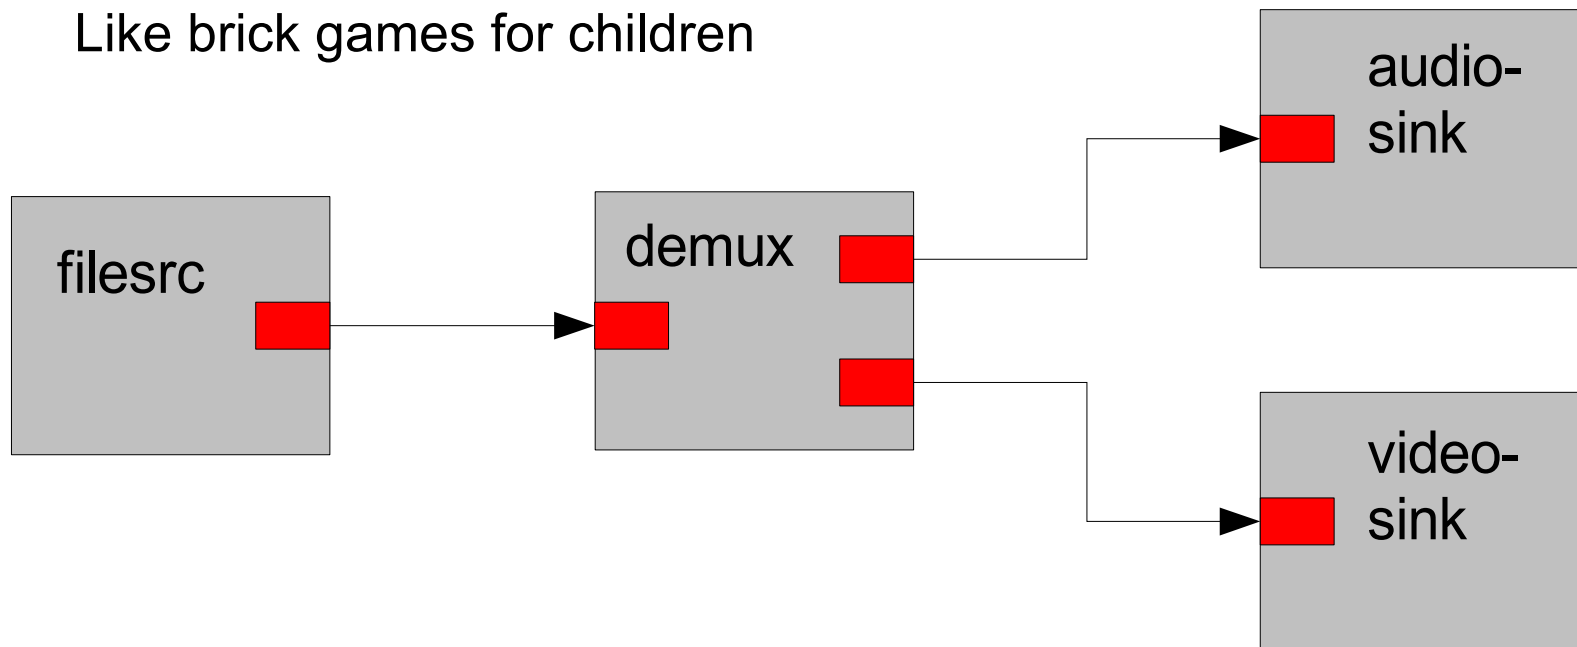 Like brick games for children
filesrc
demux
audio-
sink
video-
sink